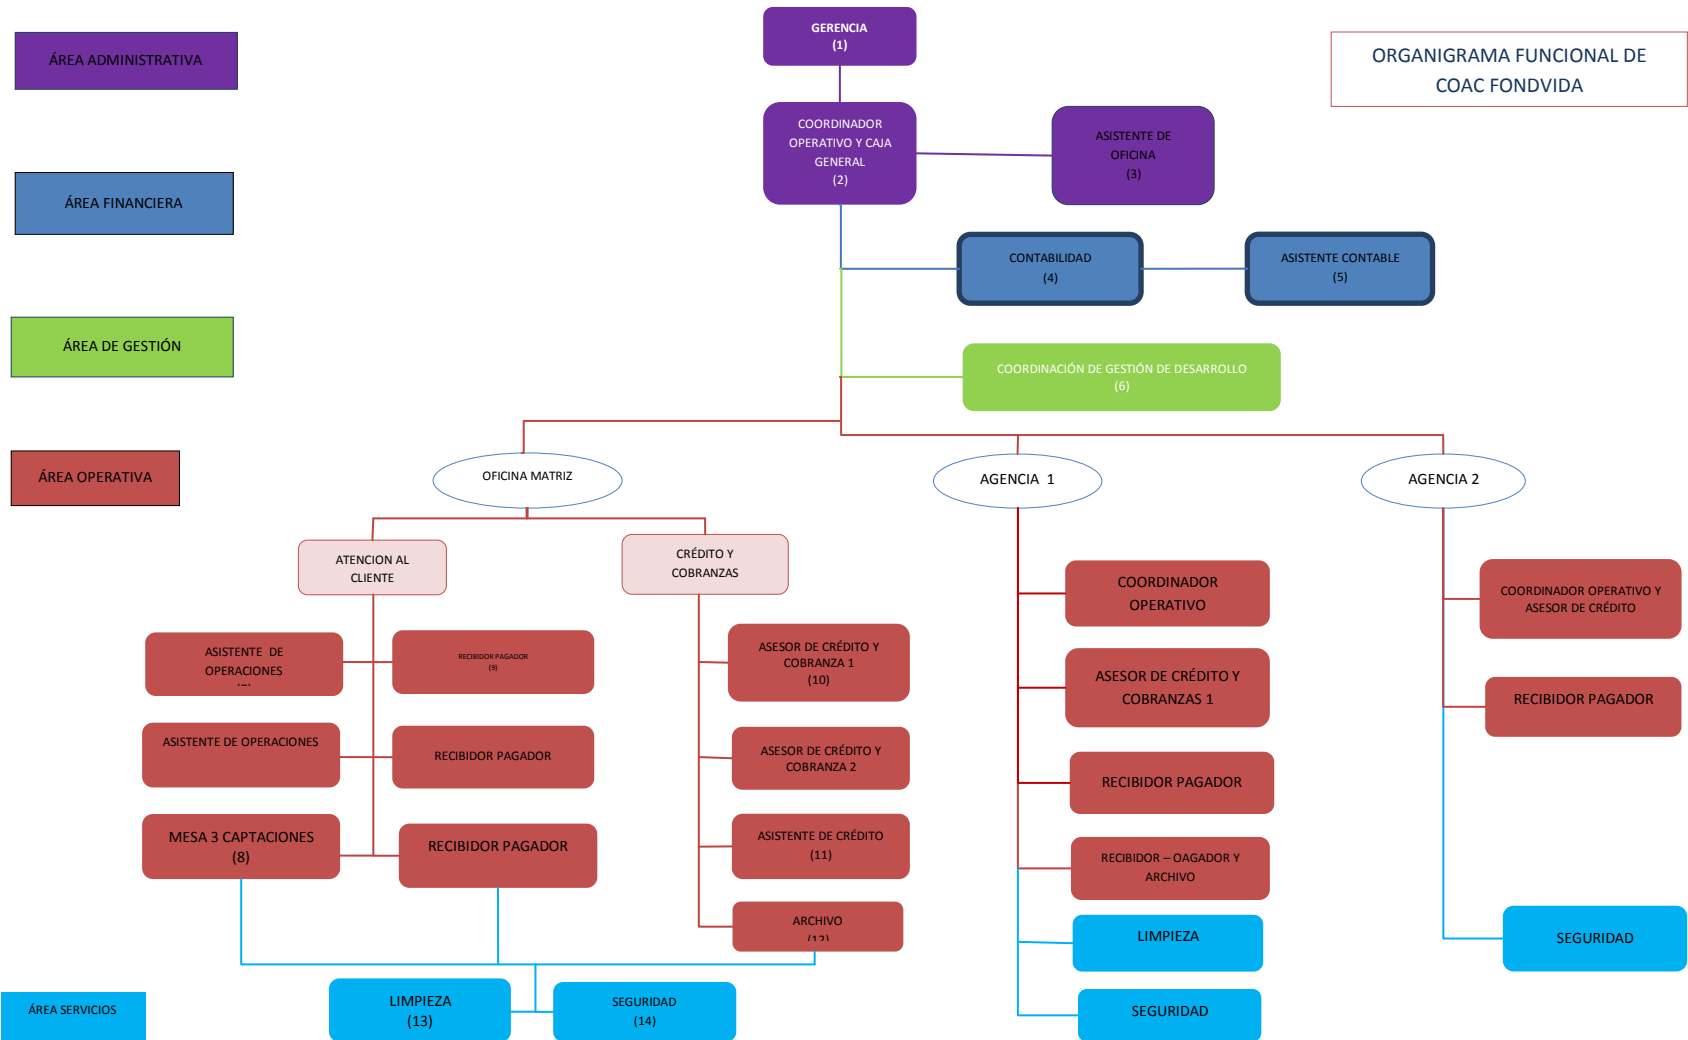 GERENCIA
(1)
ÁREA ADMINISTRATIVA
ORGANIGRAMA FUNCIONAL DE
COAC FONDVIDA
COORDINADOR
OPERATIVO Y CAJA
GENERAL
(2)
ASISTENTE DE
OFICINA
(3)
ÁREA FINANCIERA
CONTABILIDAD
(4)
ASISTENTE CONTABLE
(5)
ÁREA DE GESTIÓN
COORDINACIÓN DE GESTIÓN DE DESARROLLO
(6)
ÁREA OPERATIVA
OFICINA MATRIZ
AGENCIA 1
AGENCIA 2
ATENCION AL
CLIENTE
CRÉDITO Y
COBRANZAS
ASISTENTE DE
OPERACIONES
RECIBIDOR PAGADOR
(9)
ASISTENTE DE OPERACIONES
RECIBIDOR PAGADOR
MESA 3 CAPTACIONES
(8)
RECIBIDOR PAGADOR
ASESOR DE CRÉDITO Y
COBRANZA 1
(10)
ASESOR DE CRÉDITO Y
COBRANZA 2
ASISTENTE DE CRÉDITO
(11)
ARCHIVO
(12)
COORDINADOR
OPERATIVO
ASESOR DE CRÉDITO Y
COBRANZAS 1
RECIBIDOR PAGADOR
RECIBIDOR – OAGADOR Y
ARCHIVO
LIMPIEZA
SEGURIDAD
COORDINADOR OPERATIVO Y
ASESOR DE CRÉDITO
RECIBIDOR PAGADOR
SEGURIDAD
ÁREA SERVICIOS
LIMPIEZA
(13)
SEGURIDAD
(14)